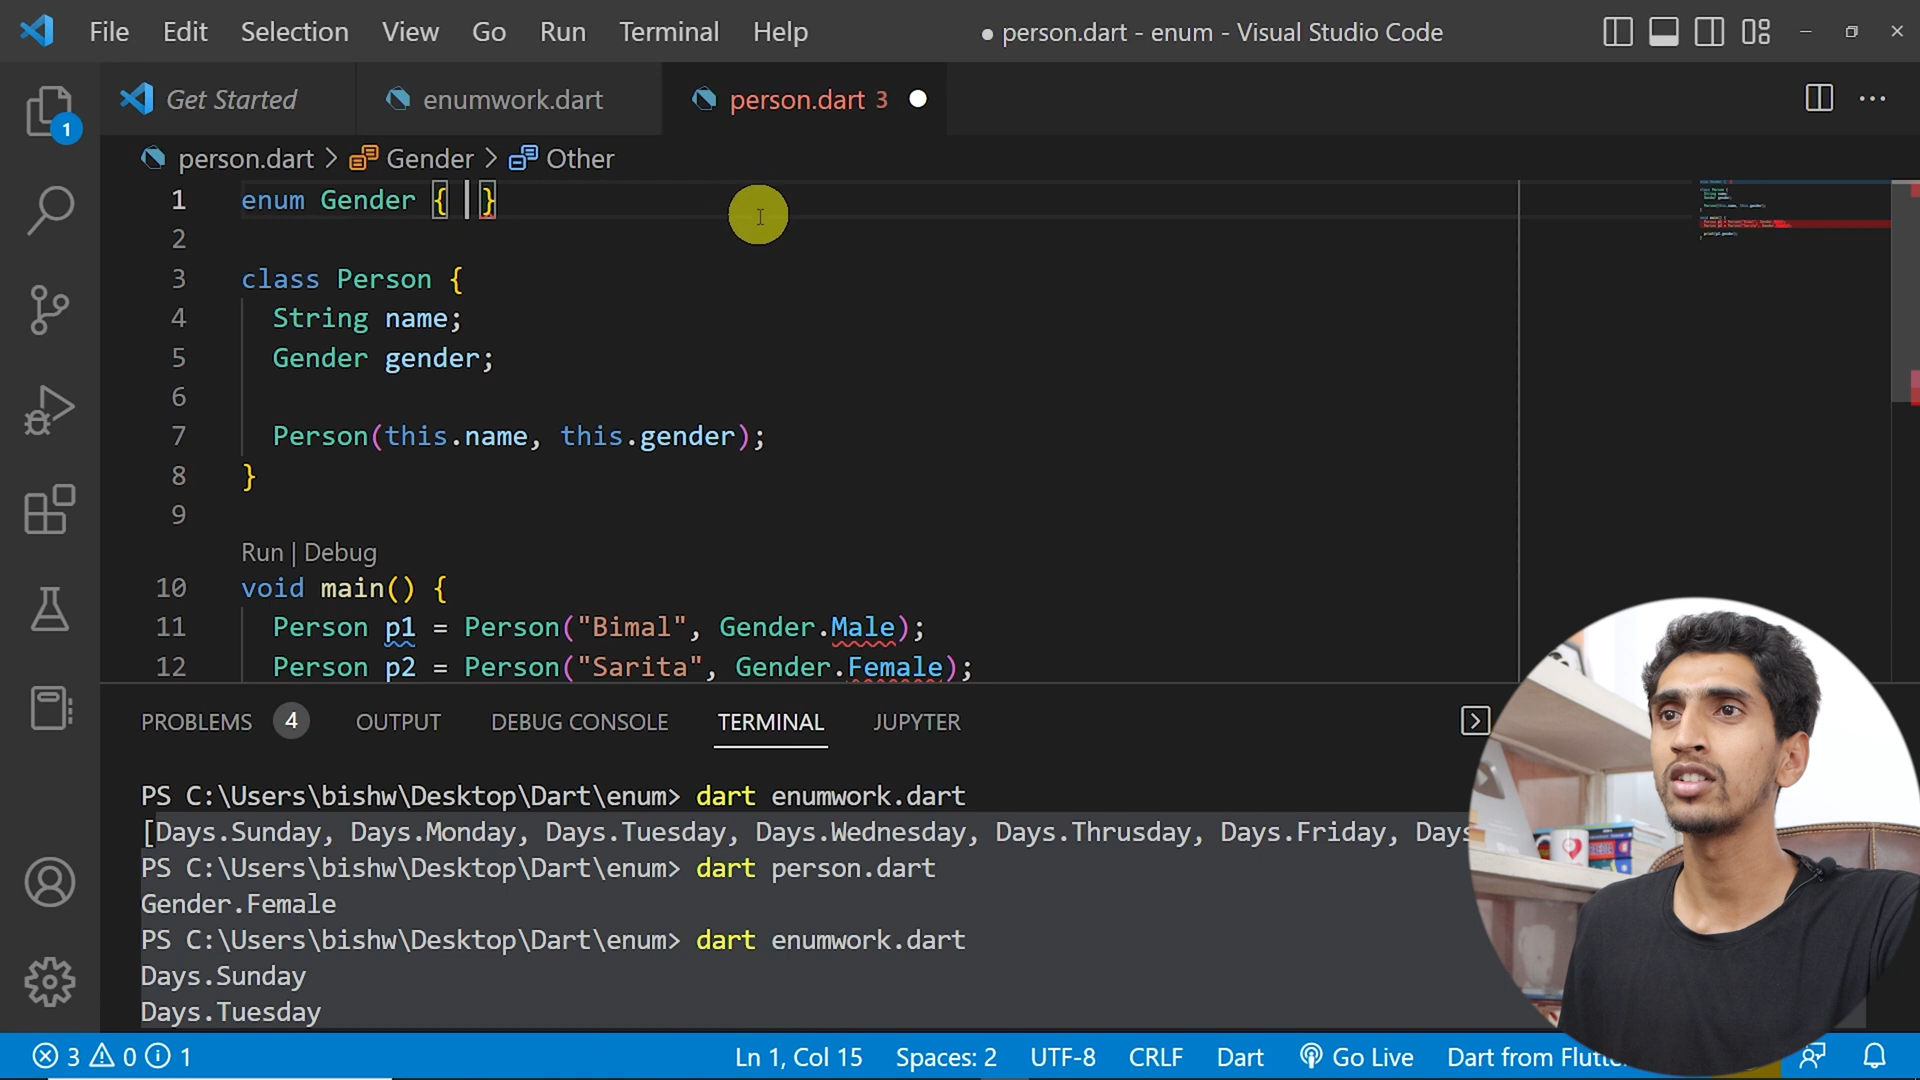 File Edit Selection View Go Run Terminal Help ● person.dart - enum - Visual Studio Code
Get Started enumwork.dart person.dart 3
person.dart > Gender > Other
1 enum Gender { }
2
3 class Person {
4 String name;
5 Gender gender;
6
7 Person(this.name, this.gender);
8 }
9
Run | Debug
10 void main() {
11 Person p1 = Person("Bimal", Gender.Male);
12 Person p2 = Person("Sarita", Gender.Female);
PROBLEMS 4 OUTPUT DEBUG CONSOLE TERMINAL JUPYTER
PS C:\Users\bishw\Desktop\Dart\enum> dart enumwork.dart
[Days.Sunday, Days.Monday, Days.Tuesday, Days.Wednesday, Days.Thrusday, Days.Friday, Days
PS C:\Users\bishw\Desktop\Dart\enum> dart person.dart
Gender.Female
PS C:\Users\bishw\Desktop\Dart\enum> dart enumwork.dart
Days.Sunday
Days.Tuesday
1
3 0 1 Ln 1, Col 15 Spaces: 2 UTF-8 CRLF Dart Go Live Dart from